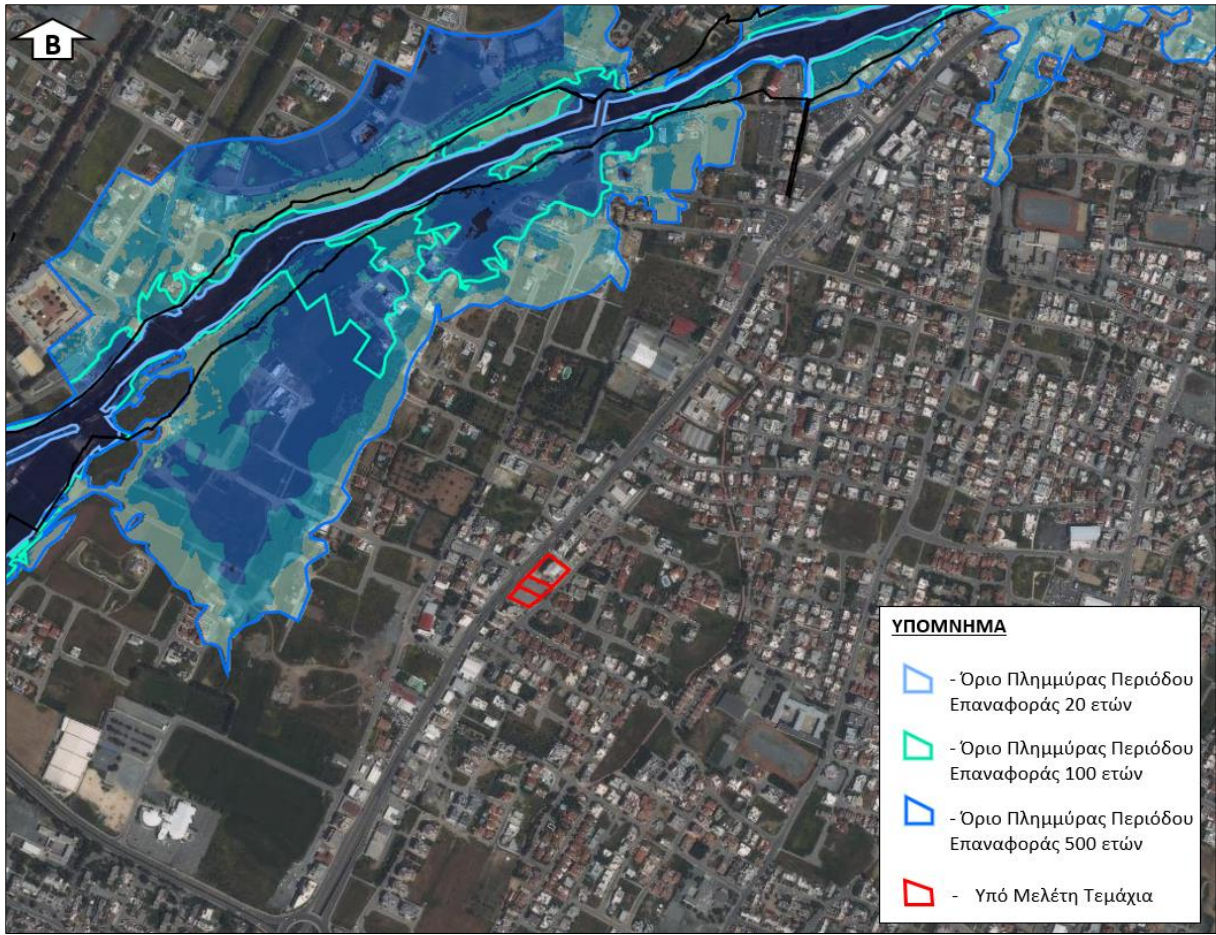 Β
ΥΠΟΜΝΗΜΑ
- Όριο Πλημμύρας Περιόδου
Επαναφοράς 20 ετών
- Όριο Πλημμύρας Περιόδου
Επαναφοράς 100 ετών
- Όριο Πλημμύρας Περιόδου
Επαναφοράς 500 ετών
- Υπό Μελέτη Τεμάχια